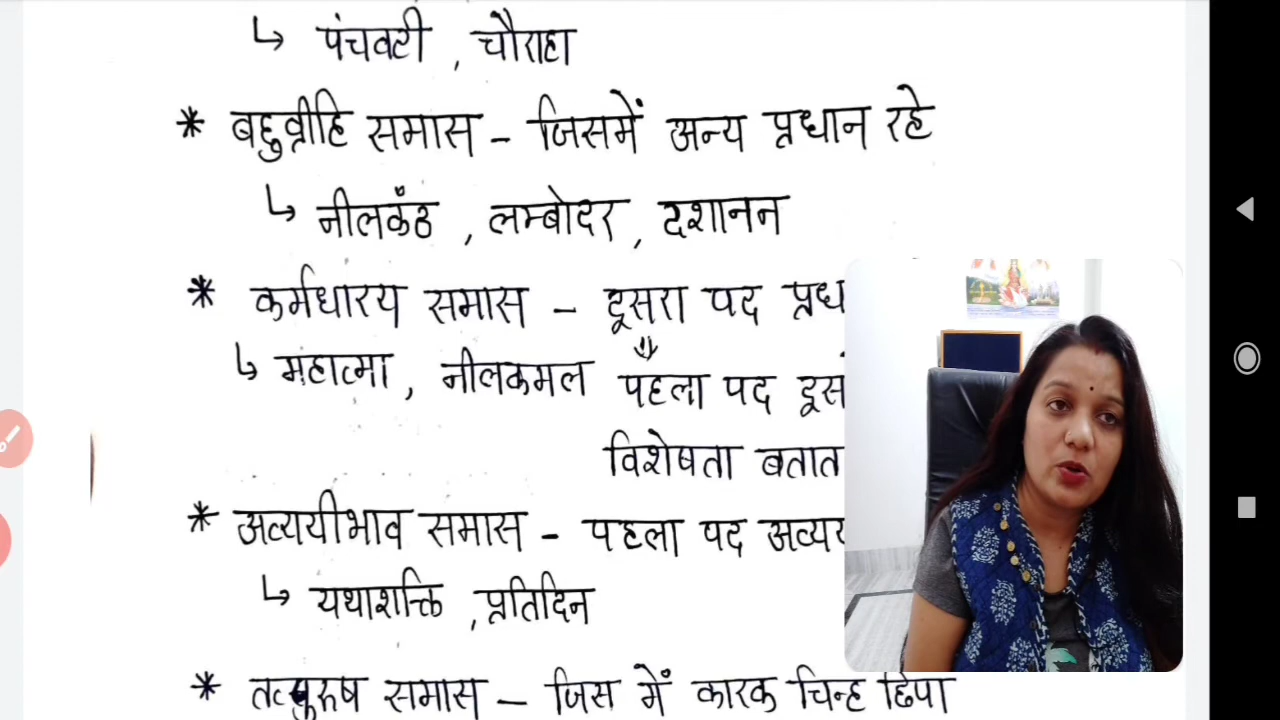 ↳ पंचवटी , चौराहा
* बहुव्रीहि समास - जिसमें अन्य प्रधान रहे
↳ नीलकँठ , लम्बोदर , दशानन
* कर्मधारय समास - दूसरा पद
↳ महात्मा , नीलकमल पहला पद
विशेषता
* अव्ययीभाव समास - पहला पद
↳ यथाशक्ति , प्रतिदिन
* तत्पुरुष समास - जिस में कारक चिन्ह छिपा